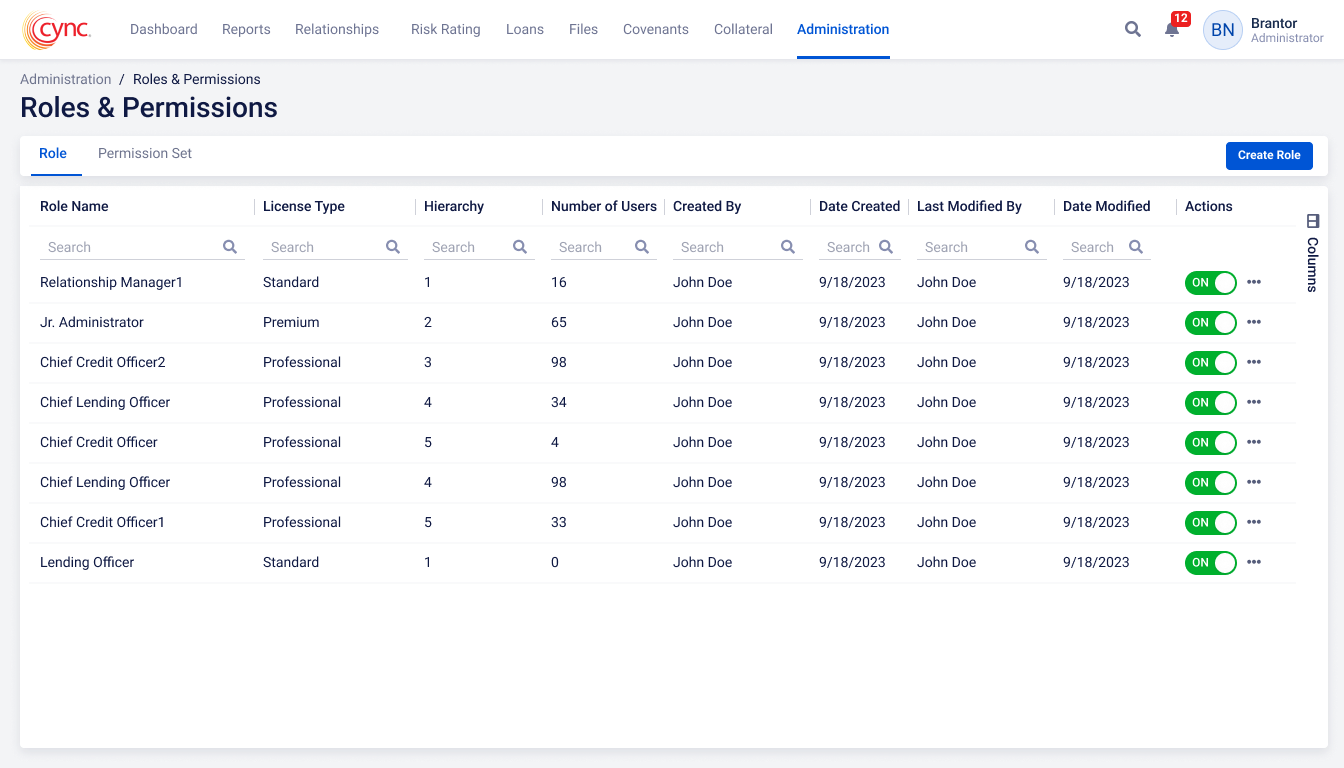 cync
Dashboard Reports Relationships Risk Rating Loans Files Covenants Collateral Administration 12 BN Brantor
Administrator
Administration / Roles & Permissions
Roles & Permissions
Role Permission Set Create Role
Role Name License Type Hierarchy Number of Users Created By Date Created Last Modified By Date Modified Actions
Search Search Search Search Search Search Search Search
Columns
Relationship Manager1 Standard 1 16 John Doe 9/18/2023 John Doe 9/18/2023 ON
Jr. Administrator Premium 2 65 John Doe 9/18/2023 John Doe 9/18/2023 ON
Chief Credit Officer2 Professional 3 98 John Doe 9/18/2023 John Doe 9/18/2023 ON
Chief Lending Officer Professional 4 34 John Doe 9/18/2023 John Doe 9/18/2023 ON
Chief Credit Officer Professional 5 4 John Doe 9/18/2023 John Doe 9/18/2023 ON
Chief Lending Officer Professional 4 98 John Doe 9/18/2023 John Doe 9/18/2023 ON
Chief Credit Officer1 Professional 5 33 John Doe 9/18/2023 John Doe 9/18/2023 ON
Lending Officer Standard 1 0 John Doe 9/18/2023 John Doe 9/18/2023 ON